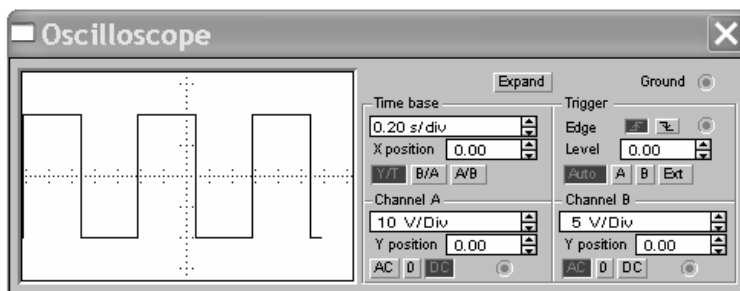 Oscilloscope
Expand Ground
Time base Trigger
0.20 s/div Edge
X position 0.00 Level 0.00
Y/T B/A A/B Auto A B Ext
Channel A Channel B
10 V/Div 5 V/Div
Y position 0.00 Y position 0.00
AC 0 DC AC 0 DC